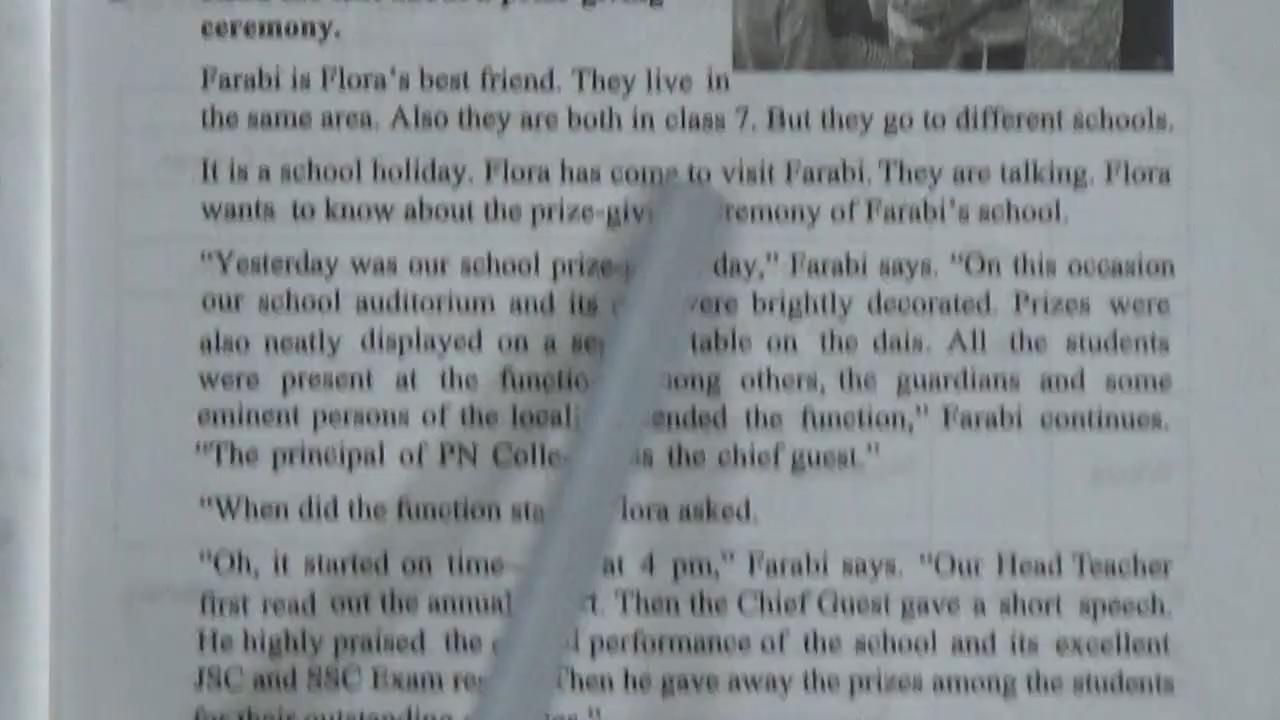 ceremony.
Farabi is Flora's best friend. They live in
the same area. Also they are both in class 7. But they go to different schools.
It is a school holiday. Flora has come to visit Farabi. They are talking. Flora
wants to know about the prize-giv remony of Farabi's school.
"Yesterday was our school prize- day," Farabi says. "On this occasion
our school auditorium and its were brightly decorated. Prizes were
also neatly displayed on a table on the dais. All the students
were present at the functio ong others, the guardians and some
eminent persons of the locali ended the function," Farabi continues.
"The principal of PN Colle s the chief guest."
"When did the function sta lora asked.
"Oh, it started on time at 4 pm," Farabi says. "Our Head Teacher
first read out the annual t. Then the Chief Guest gave a short speech.
He highly praised the performance of the school and its excellent
JSC and SSC Exam re Then he gave away the prizes among the students
for their outstanding